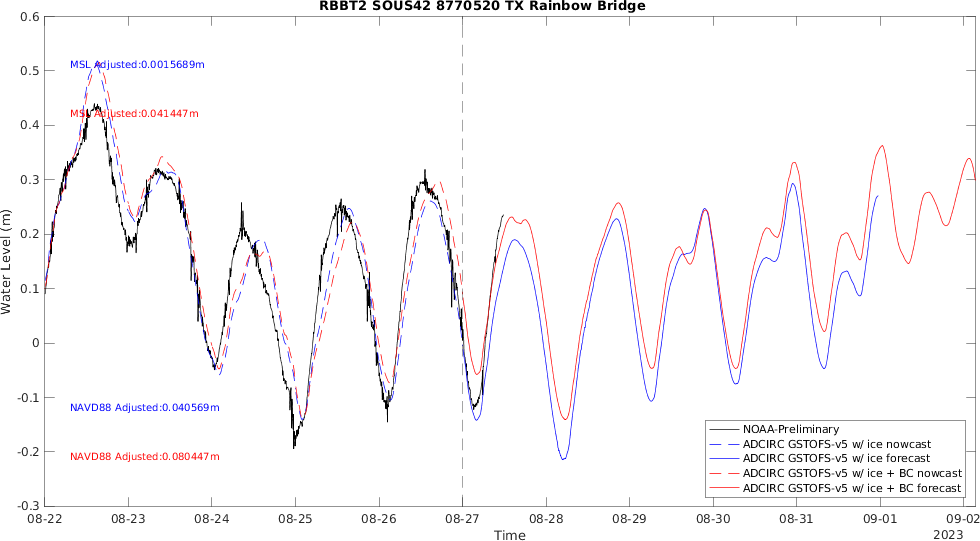 RBBT2 SOUS42 8770520 TX Rainbow Bridge
0.6
0.5
0.4
0.3
0.2
0.1
0
-0.1
-0.2
-0.3
Water Level (m)
MSL Adjusted:0.0015689m
MSL Adjusted:0.041447m
NAVD88 Adjusted:0.040569m
NAVD88 Adjusted:0.080447m
NOAA-Preliminary
ADCIRC GSTOFS-v5 w/ ice nowcast
ADCIRC GSTOFS-v5 w/ ice forecast
ADCIRC GSTOFS-v5 w/ ice + BC nowcast
ADCIRC GSTOFS-v5 w/ ice + BC forecast
08-22 08-23 08-24 08-25 08-26 08-27 08-28 08-29 08-30 08-31 09-01 09-02
Time
2023